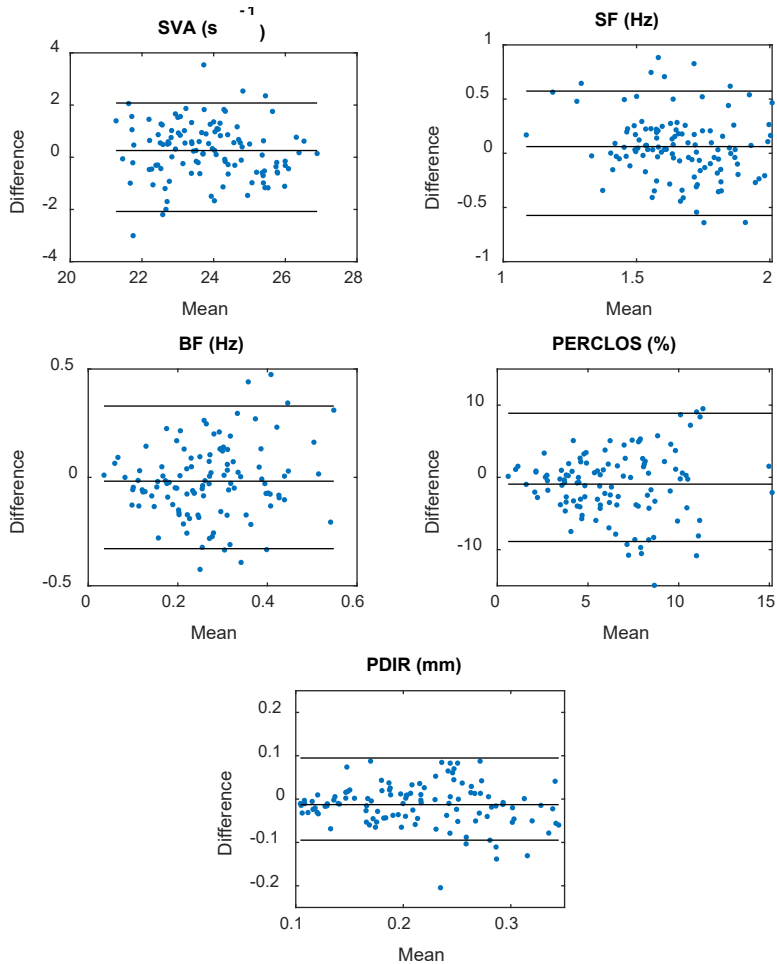 SVA (s-1)
SF (Hz)
4
2
0
-2
-4
Difference
20
22
24
26
28
Mean
1
0.5
0
-0.5
-1
Difference
1
1.5
2
Mean
BF (Hz)
PERCLOS (%)
0.5
0
-0.5
Difference
0
0.2
0.4
0.6
Mean
10
0
-10
Difference
0
5
10
15
Mean
PDIR (mm)
0.2
0.1
0
-0.1
-0.2
Difference
0.1
0.2
0.3
Mean